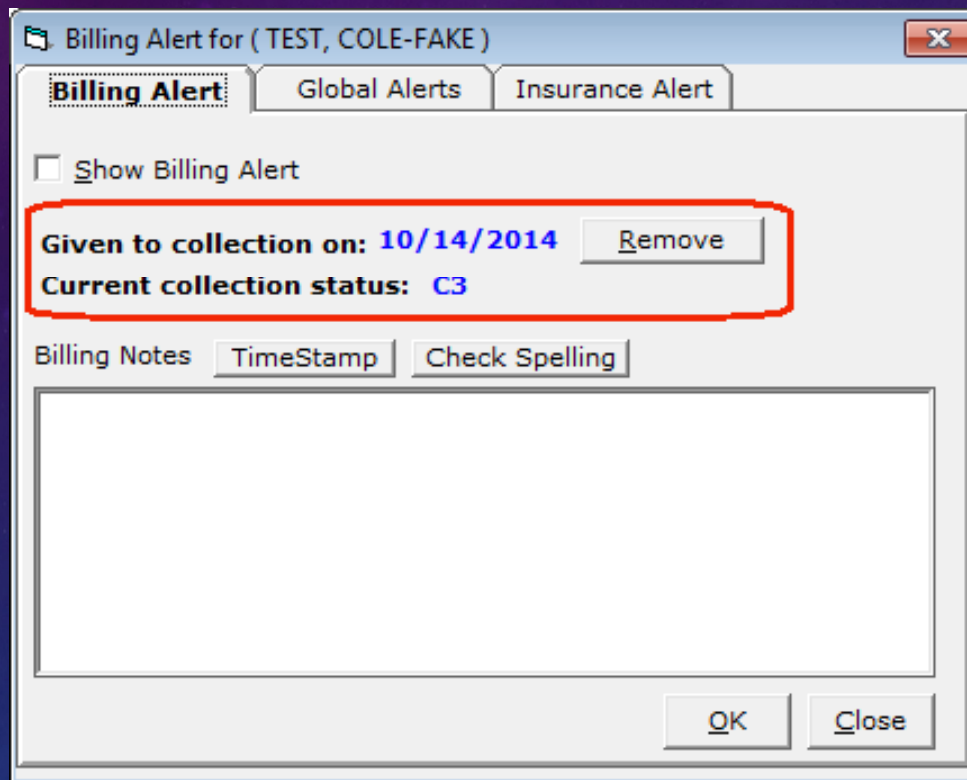 Billing Alert for ( TEST, COLE-FAKE )
Billing Alert Global Alerts Insurance Alert
Show Billing Alert
Given to collection on: 10/14/2014 Remove
Current collection status: C3
Billing Notes TimeStamp Check Spelling
OK Close